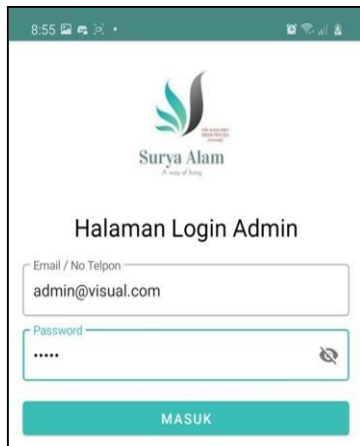 8:55
Surya Alam
A way of living
Halaman Login Admin
Email / No Telpon
admin@visual.com
Password
•••••
MASUK